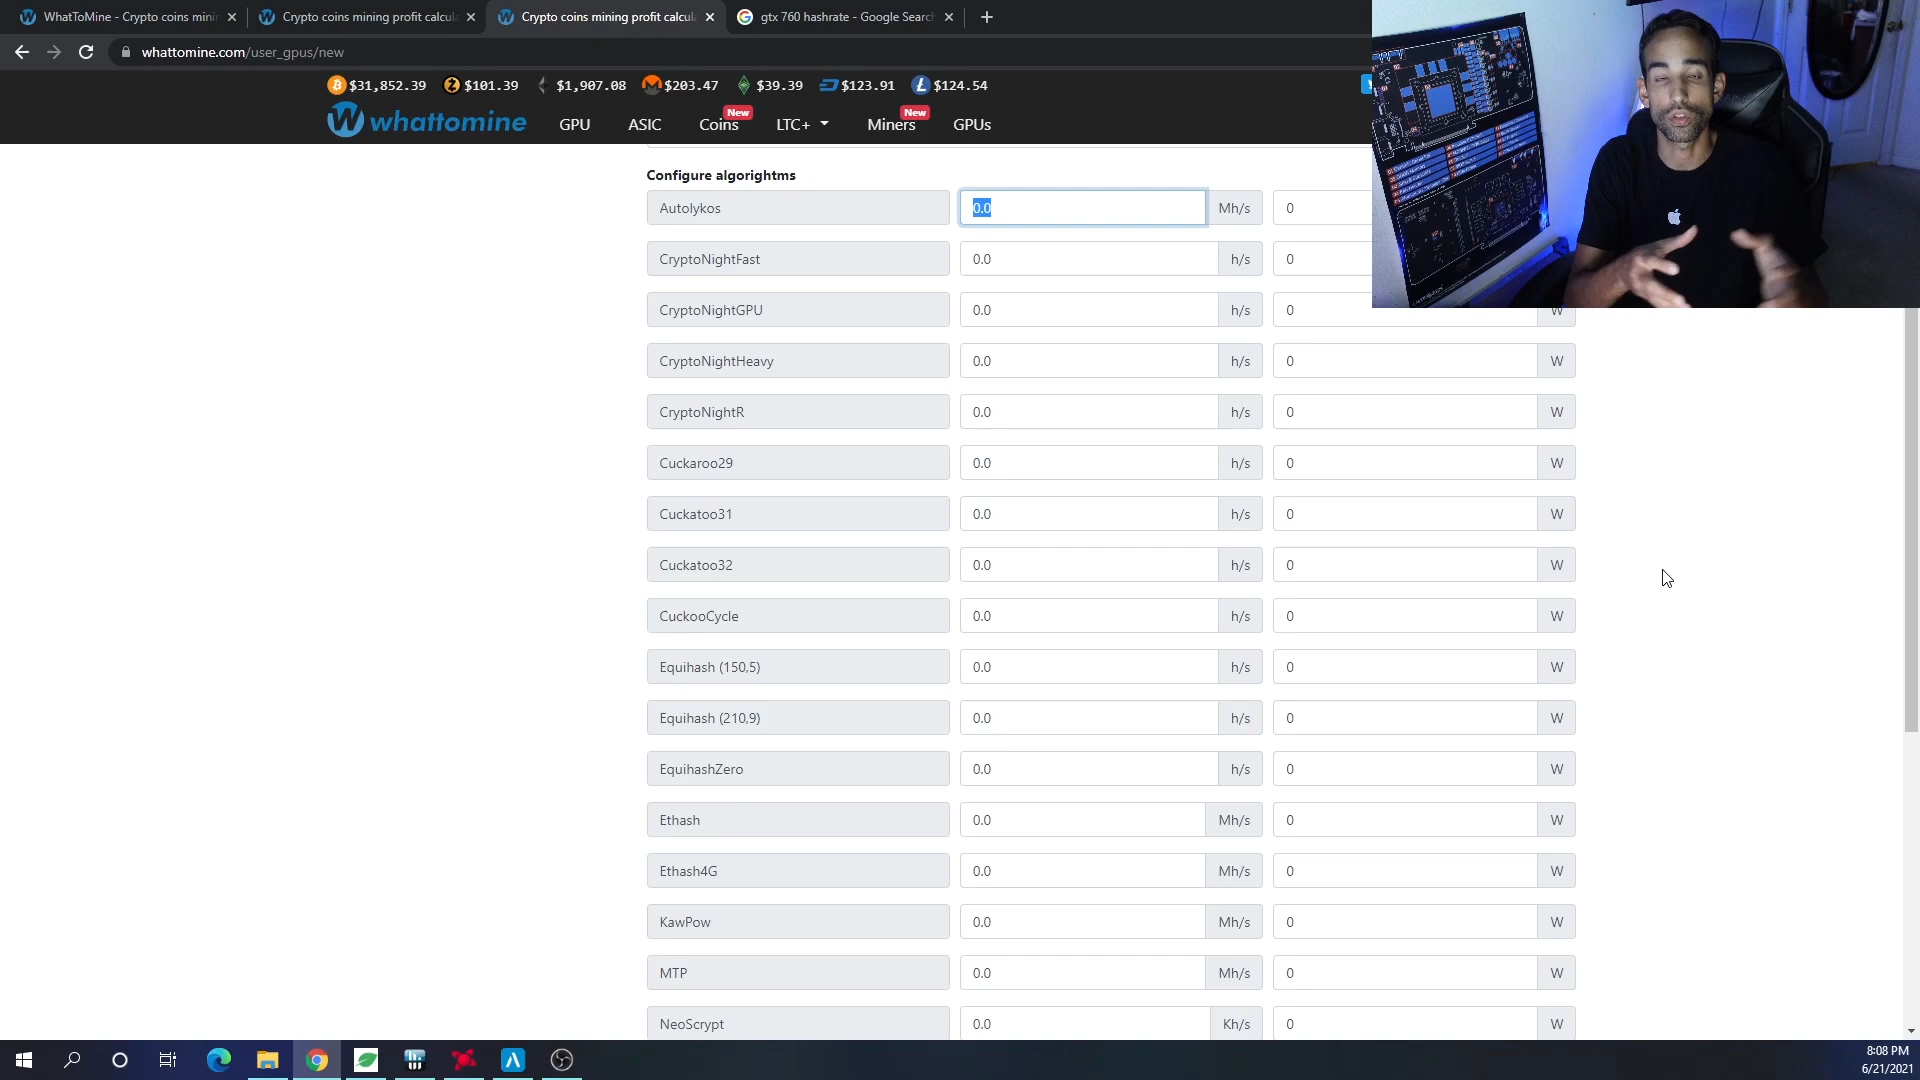 WhatToMine - Crypto coins minin
Crypto coins mining profit calcula
Crypto coins mining profit calcula
gtx 760 hashrate - Google Search
whattomine.com/user_gpus/new
$31,852.39 $101.39 $1,907.08 $203.47 $39.39 $123.91 $124.54
whattomine GPU ASIC Coins New LTC+ Miners New GPUs
Configure algorightms
Autolykos 0.0 Mh/s 0
CryptoNightFast 0.0 h/s 0
CryptoNightGPU 0.0 h/s 0 W
CryptoNightHeavy 0.0 h/s 0 W
CryptoNightR 0.0 h/s 0 W
Cuckaroo29 0.0 h/s 0 W
Cuckatoo31 0.0 h/s 0 W
Cuckatoo32 0.0 h/s 0 W
CuckooCycle 0.0 h/s 0 W
Equihash (150,5) 0.0 h/s 0 W
Equihash (210,9) 0.0 h/s 0 W
EquihashZero 0.0 h/s 0 W
Ethash 0.0 Mh/s 0 W
Ethash4G 0.0 Mh/s 0 W
KawPow 0.0 Mh/s 0 W
MTP 0.0 Mh/s 0 W
NeoScrypt 0.0 Kh/s 0 W
8:08 PM
6/21/2021